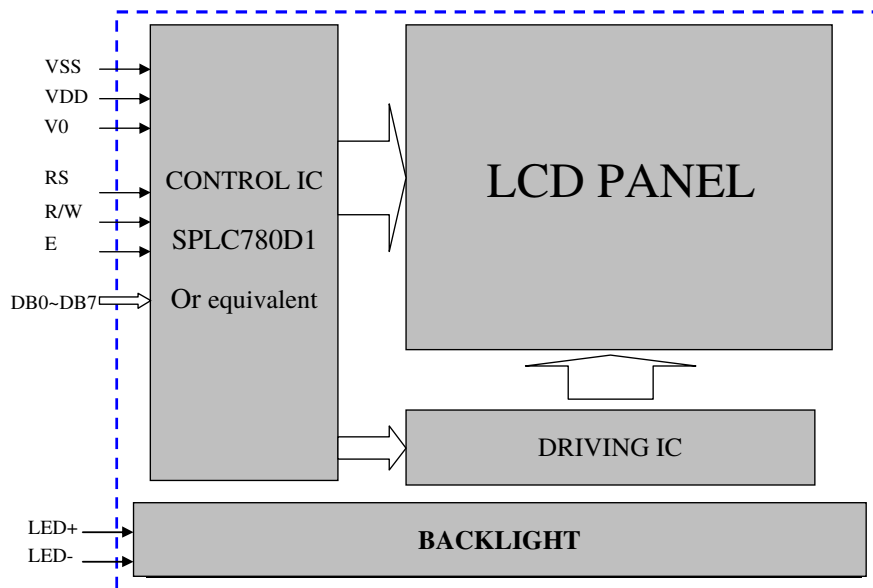 VSS
VDD
V0
RS
R/W
E
DB0~DB7
CONTROL IC
SPLC780D1
Or equivalent
LCD PANEL
DRIVING IC
LED+
LED-
BACKLIGHT